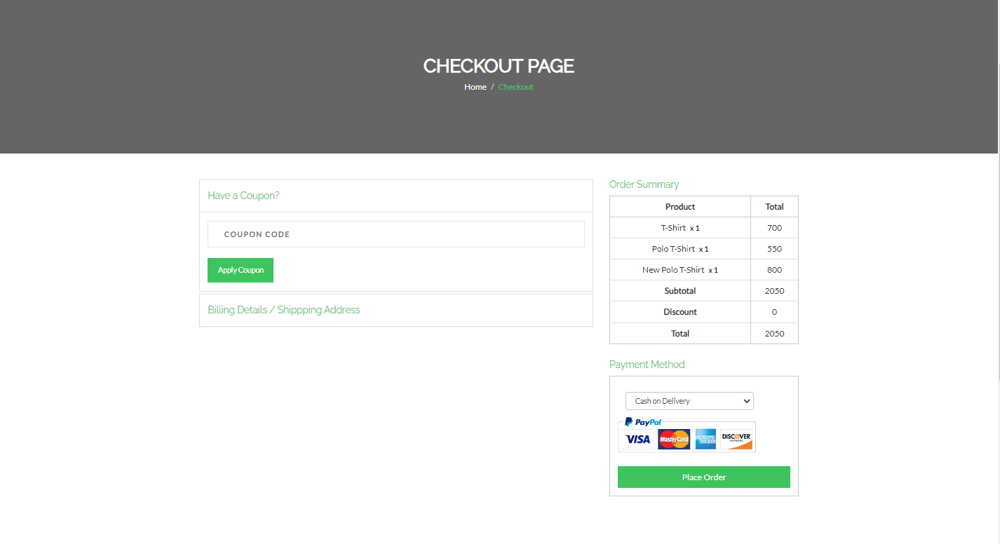 CHECKOUT PAGE
Home / Checkout
Have a Coupon?
COUPON CODE
Apply Coupon
Billing Details / Shippping Address
Order Summary
Product Total
T-Shirt x 1 700
Polo T-Shirt x 1 550
New Polo T-Shirt x 1 800
Subtotal 2050
Discount 0
Total 2050
Payment Method
Cash on Delivery
PayPal
VISA MasterCard AMERICAN EXPRESS DISCOVER
NETWORK
Place Order